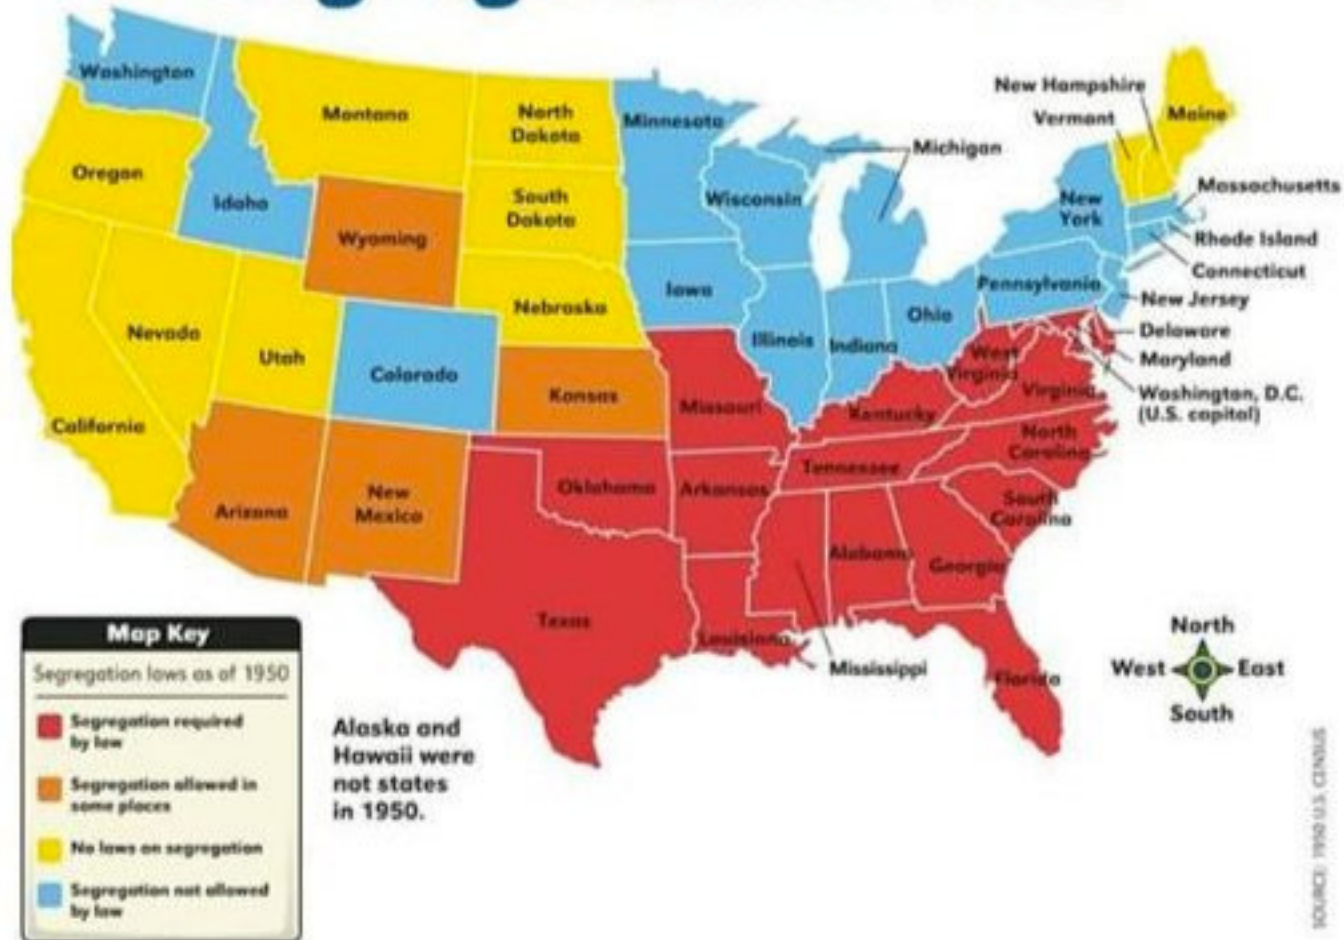 Washington
Montana
North
Dakota
Minnesota
New Hampshire
Vermont
Maine
Michigan
Oregon
Idaho
Wyoming
South
Dakota
Wisconsin
New
York
Massachusetts
Rhode Island
Connecticut
New Jersey
Delaware
Maryland
Washington, D.C.
(U.S. capital)
Nebraska
Iowa
Illinois
Indiana
Ohio
Pennsylvania
Nevada
Utah
Colorado
Kansas
Missouri
Kentucky
West
Virginia
Virginia
California
Arizona
New
Mexico
Oklahoma
Arkansas
Tennessee
North
Carolina
South
Carolina
Texas
Louisiana
Mississippi
Alabama
Georgia
Florida
Map Key
Segregation laws as of 1950
Segregation required
by law
Segregation allowed in
some places
No laws on segregation
Segregation not allowed
by law
Alaska and
Hawaii were
not states
in 1950.
North
West
East
South
SOURCE: 1950 U.S. CENSUS